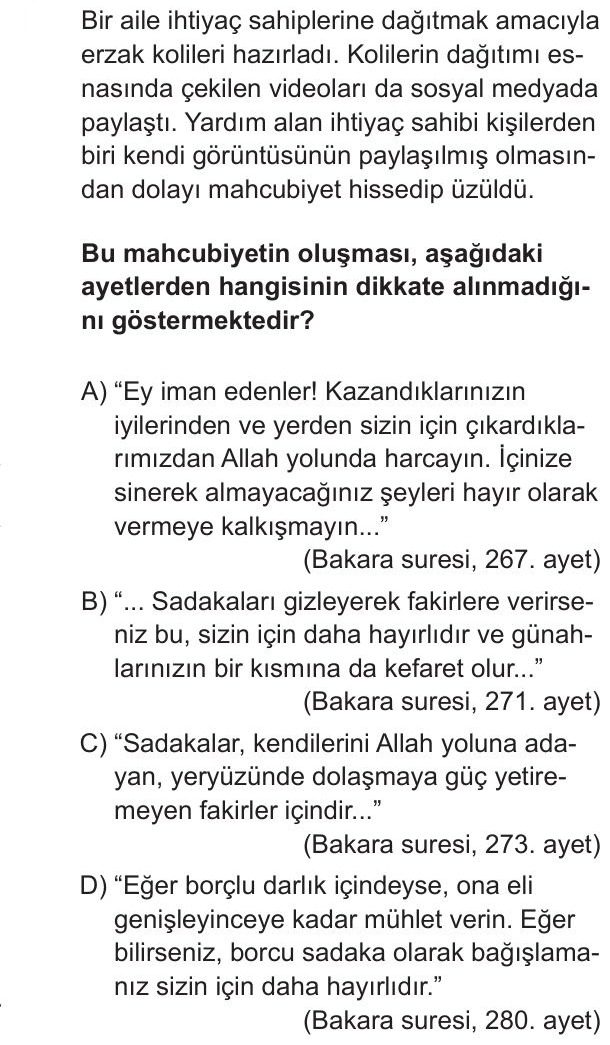 Bir aile ihtiyaç sahiplerine dağıtmak amacıyla
erzak kolileri hazırladı. Kolilerin dağıtımı es-
nasında çekilen videoları da sosyal medyada
paylaştı. Yardım alan ihtiyaç sahibi kişilerden
biri kendi görüntüsünün paylaşılmış olmasın-
dan dolayı mahcubiyet hissedip üzüldü.
Bu mahcubiyetin oluşması, aşağıdaki
ayetlerden hangisinin dikkate alınmadığı-
nı göstermektedir?
A) “Ey iman edenler! Kazandıklarınızın
iyilerinden ve yerden sizin için çıkardıkla-
rımızdan Allah yolunda harcayın. İçinize
sinerek almayacağınız şeyleri hayır olarak
vermeye kalkışmayın...”
(Bakara suresi, 267. ayet)
B) “... Sadakaları gizleyerek fakirlere verirse-
niz bu, sizin için daha hayırlıdır ve günah-
larınızın bir kısmına da kefaret olur...”
(Bakara suresi, 271. ayet)
C) “Sadakalar, kendilerini Allah yoluna ada-
yan, yeryüzünde dolaşmaya güç yetire-
meyen fakirler içindir...”
(Bakara suresi, 273. ayet)
D) “Eğer borçlu darlık içindeyse, ona eli
genişleyinceye kadar mühlet verin. Eğer
bilirseniz, borcu sadaka olarak bağışlama-
nız sizin için daha hayırlıdır.”
(Bakara suresi, 280. ayet)